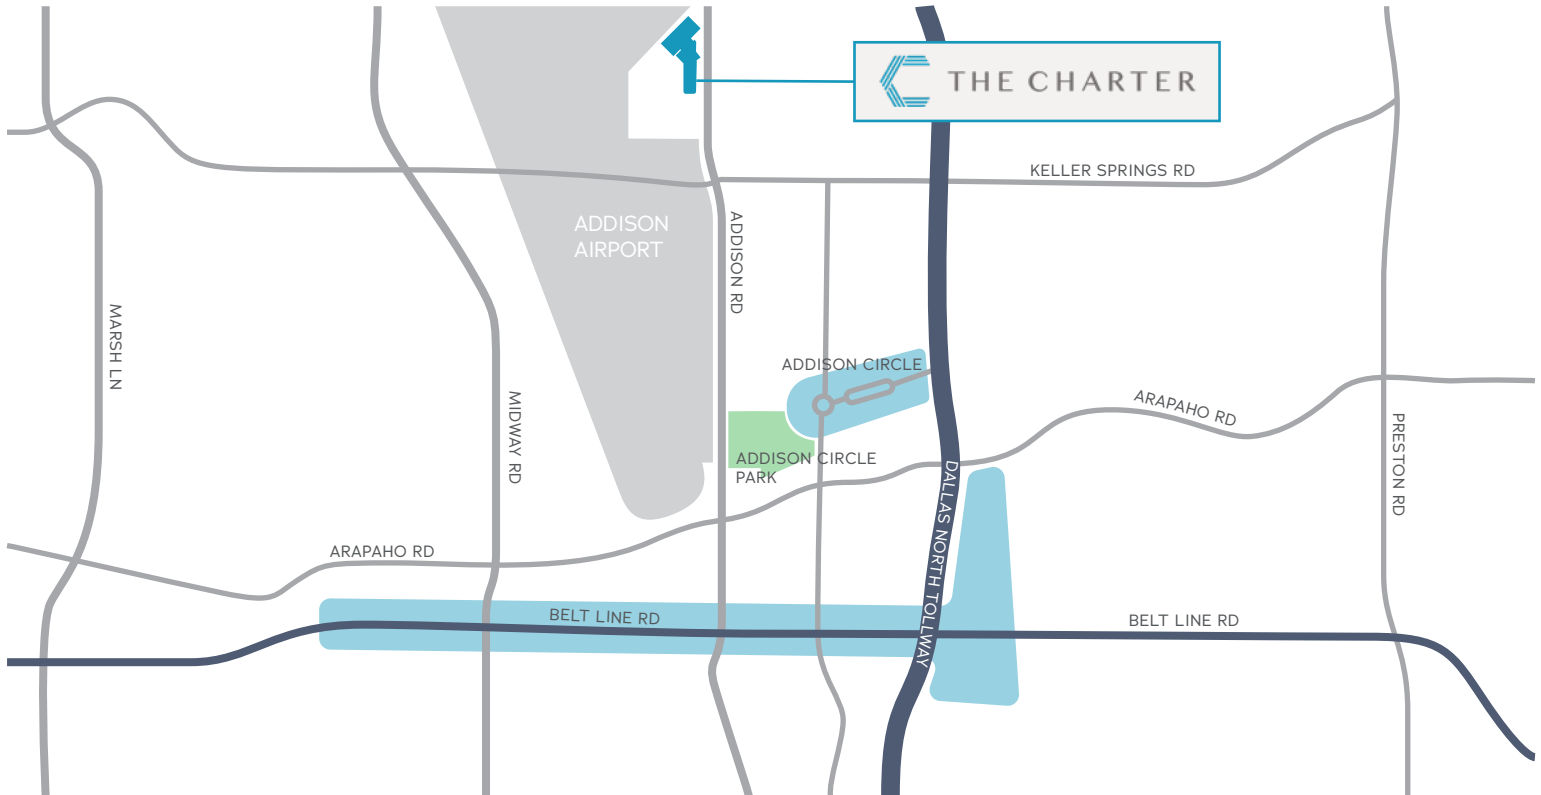 THE CHARTER
KELLER SPRINGS RD
ADDISON
AIRPORT
ADDISON RD
MARSH LN
ADDISON CIRCLE
MIDWAY RD
ARAPAHO RD
PRESTON RD
ADDISON CIRCLE
PARK
DALLAS NORTH TOLLWAY
ARAPAHO RD
BELT LINE RD
BELT LINE RD